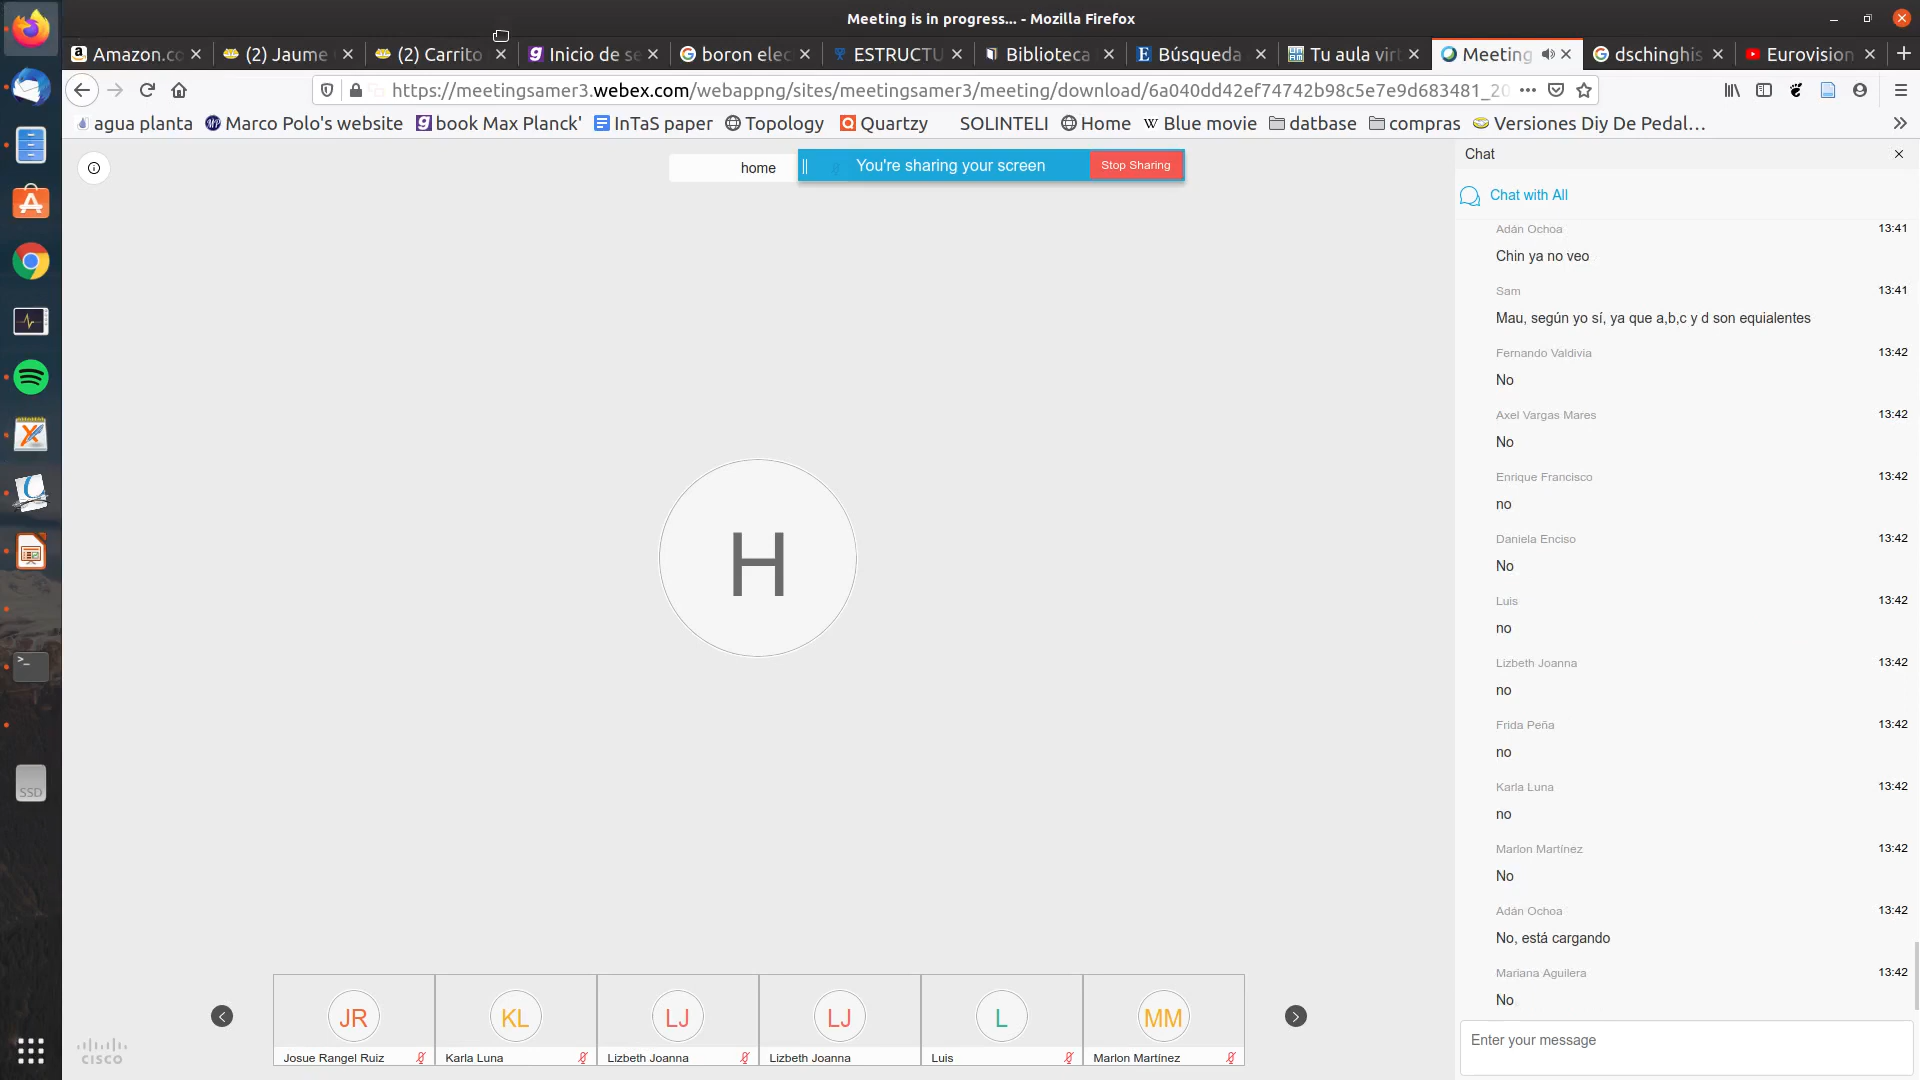 Meeting is in progress... - Mozilla Firefox
Amazon.co
(2) Jaume
(2) Carrito
Inicio de se
boron elec
ESTRUCTU
Biblioteca
Búsqueda
Tu aula virt
Meeting
dschinghis
Eurovision
https://meetingsamer3.webex.com/webappng/sites/meetingsamer3/meeting/download/6a040dd42ef74742b98c5e7e9d683481_20
agua planta
Marco Polo's website
book Max Planck'
InTaS paper
Topology
Quartzy
SOLINTELI
Home
Blue movie
datbase
compras
Versiones Diy De Pedal…
home
You're sharing your screen
Stop Sharing
H
Chat
Chat with All
Adán Ochoa 13:41
Chin ya no veo
Sam 13:41
Mau, según yo sí, ya que a,b,c y d son equialentes
Fernando Valdivia 13:42
No
Axel Vargas Mares 13:42
No
Enrique Francisco 13:42
no
Daniela Enciso 13:42
No
Luis 13:42
no
Lizbeth Joanna 13:42
no
Frida Peña 13:42
no
Karla Luna 13:42
no
Marlon Martínez 13:42
No
Adán Ochoa 13:42
No, está cargando
Mariana Aguilera 13:42
No
Enter your message
JR
KL
LJ
LJ
L
MM
Josue Rangel Ruiz
Karla Luna
Lizbeth Joanna
Lizbeth Joanna
Luis
Marlon Martínez
CISCO
SSD